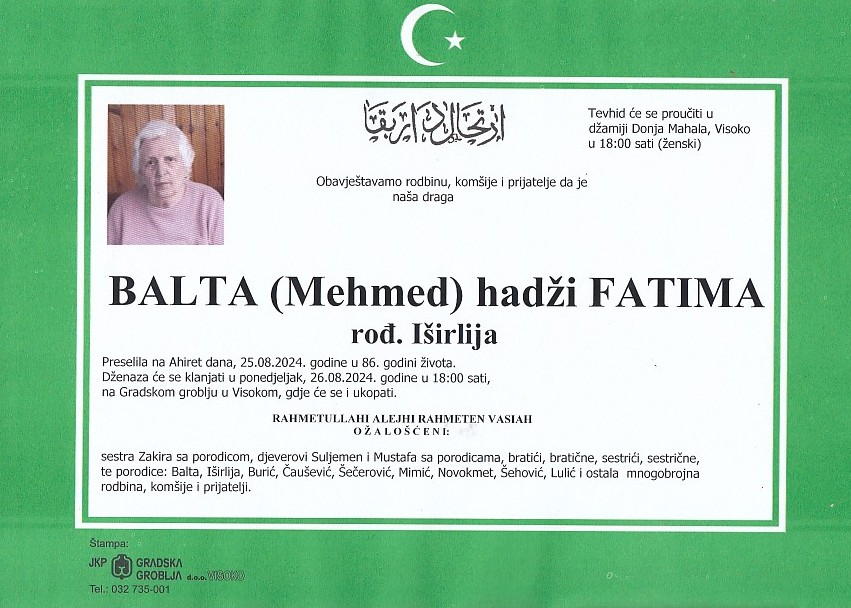 ارتحال دار بقا
Tevhid će se proučiti u
džamiji Donja Mahala, Visoko
u 18:00 sati (ženski)
Obavještavamo rodbinu, komšije i prijatelje da je
naša draga
BALTA (Mehmed) hadži FATIMA
rođ. Iširlija
Preselila na Ahiret dana, 25.08.2024. godine u 86. godini života.
Dženaza će se klanjati u ponedjeljak, 26.08.2024. godine u 18:00 sati,
na Gradskom groblju u Visokom, gdje će se i ukopati.
RAHMETULLAHI ALEJHI RAHMETEN VASIAH
O Ž A L O Š Ć E N I:
sestra Zakira sa porodicom, djeverovi Suljemen i Mustafa sa porodicama, bratići, bratične, sestrići, sestrične,
te porodice: Balta, Iširlija, Burić, Čaušević, Šečerović, Mimić, Novokmet, Šehović, Lulić i ostala mnogobrojna
rodbina, komšije i prijatelji.
Štampa:
JKP GRADSKA
GROBLJA d.o.o. VISOKO
Tel.: 032 735-001